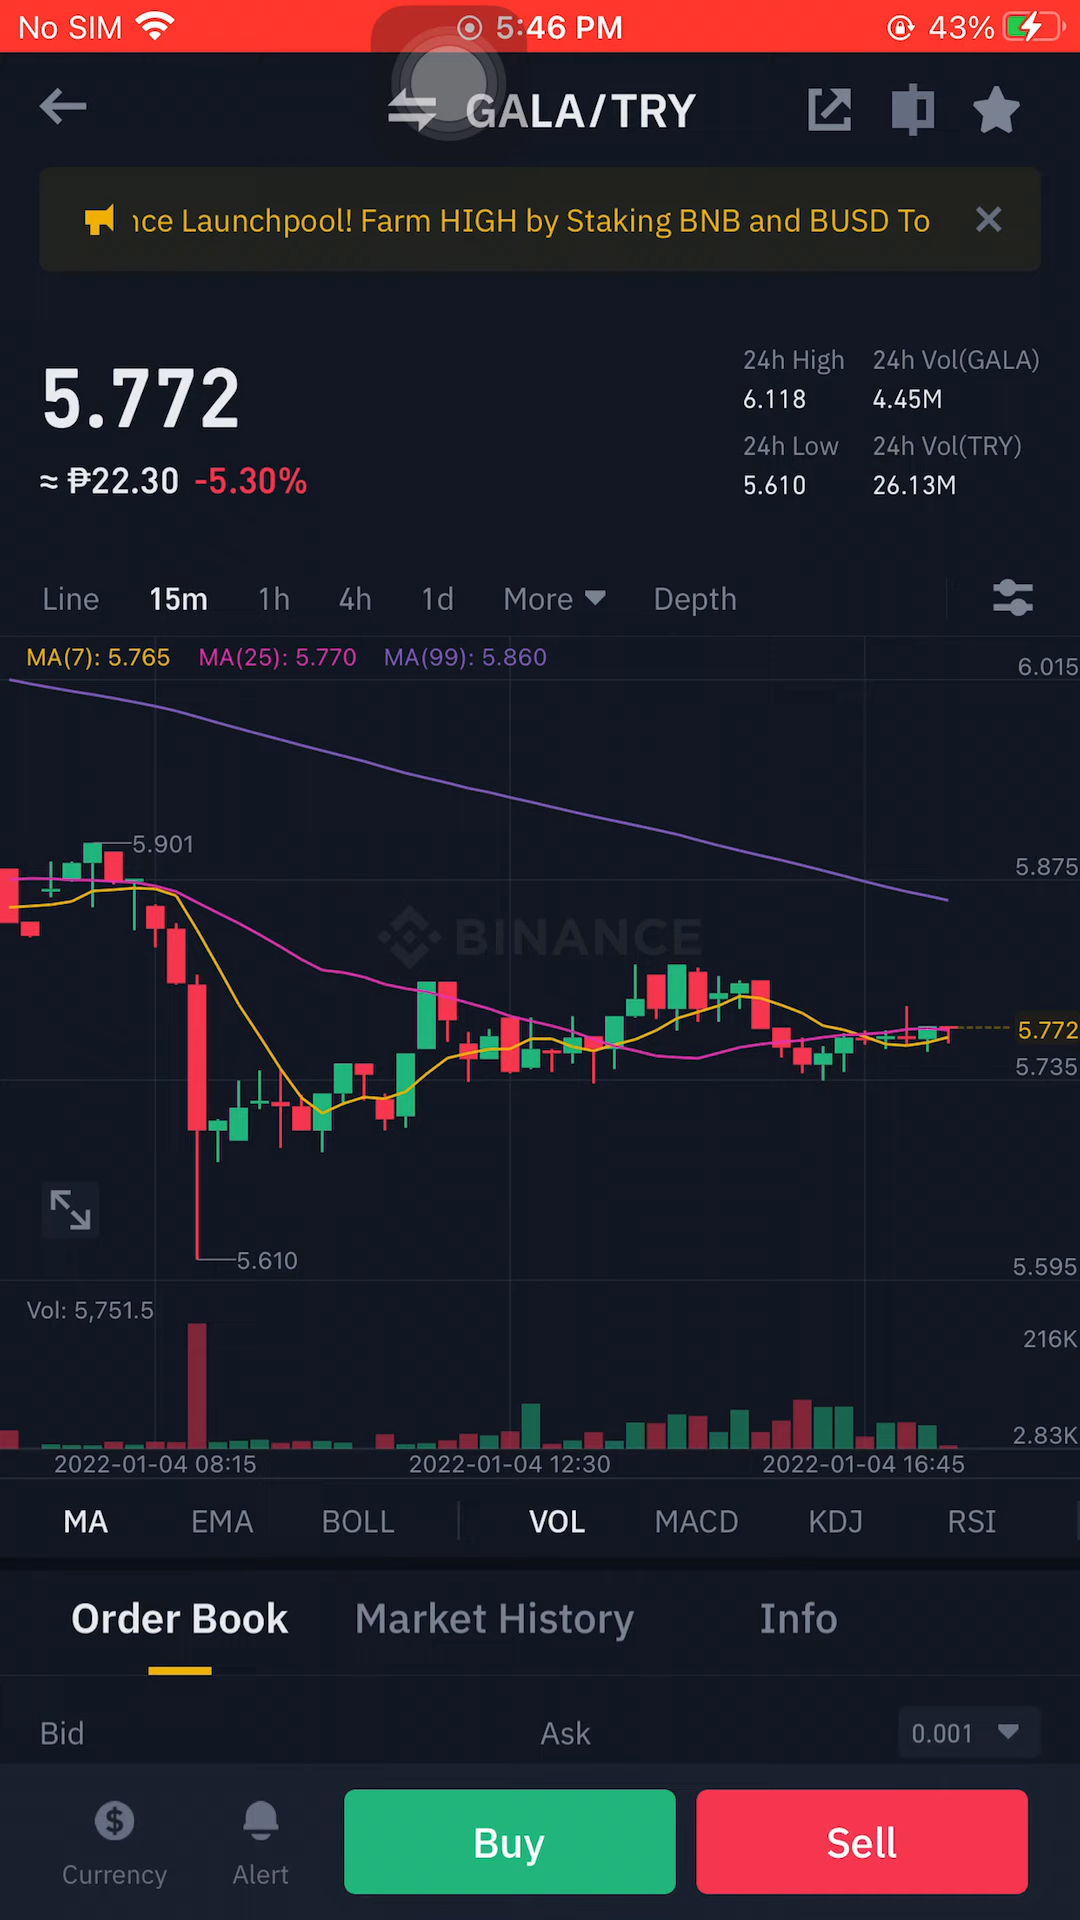 No SIM 5:46 PM 43%
GALA/TRY
nce Launchpool! Farm HIGH by Staking BNB and BUSD To
5.772
≈ ₱22.30 -5.30%
24h High 24h Vol(GALA)
6.118 4.45M
24h Low 24h Vol(TRY)
5.610 26.13M
Line 15m 1h 4h 1d More Depth
MA(7): 5.765 MA(25): 5.770 MA(99): 5.860
6.015
5.901
5.875
BINANCE
5.772
5.735
5.610
5.595
Vol: 5,751.5
216K
2.83K
2022-01-04 08:15 2022-01-04 12:30 2022-01-04 16:45
MA EMA BOLL VOL MACD KDJ RSI
Order Book Market History Info
Bid Ask 0.001
Currency Alert Buy Sell